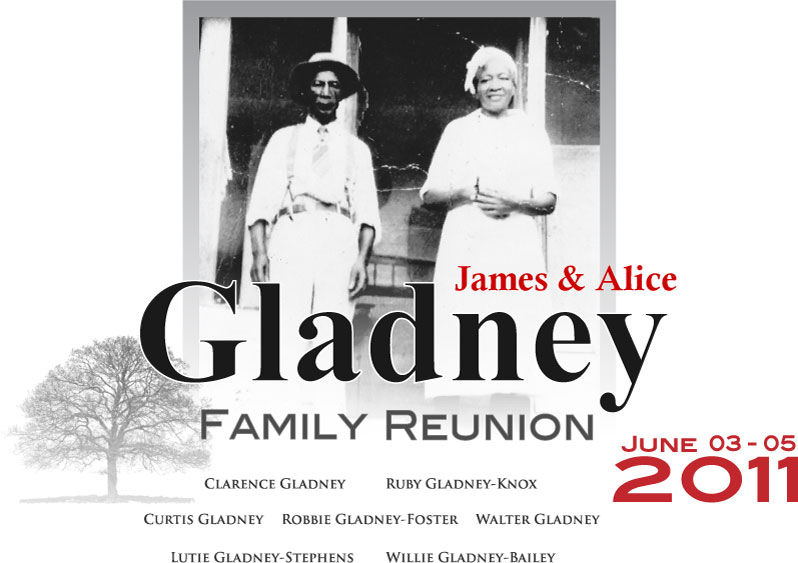 James & Alice
Gladney
FAMILY REUNION
JUNE 03 - 05
2011
CLARENCE GLADNEY RUBY GLADNEY-KNOX
CURTIS GLADNEY ROBBIE GLADNEY-FOSTER WALTER GLADNEY
LUTIE GLADNEY-STEPHENS WILLIE GLADNEY-BAILEY